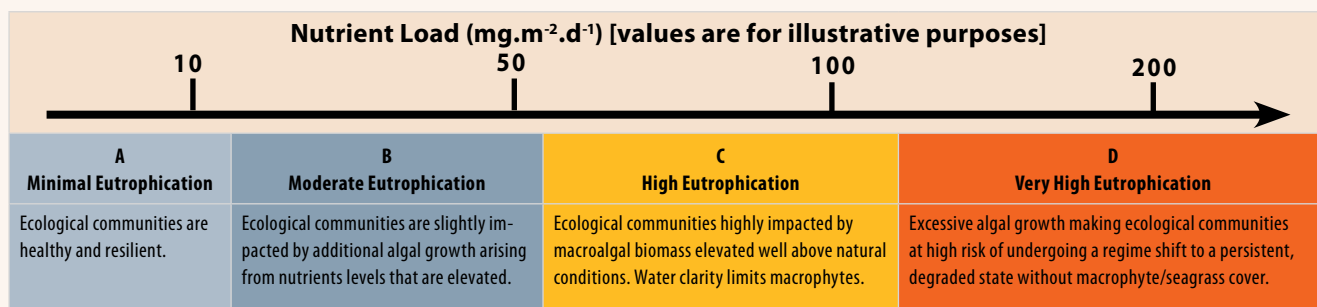 Nutrient Load (mg.m⁻².d⁻¹) [values are for illustrative purposes]
10 50 100 200
A
Minimal Eutrophication
Ecological communities are
healthy and resilient.
B
Moderate Eutrophication
Ecological communities are slightly im-
pacted by additional algal growth arising
from nutrients levels that are elevated.
C
High Eutrophication
Ecological communities highly impacted by
macroalgal biomass elevated well above natural
conditions. Water clarity limits macrophytes.
D
Very High Eutrophication
Excessive algal growth making ecological communities
at high risk of undergoing a regime shift to a persistent,
degraded state without macrophyte/seagrass cover.